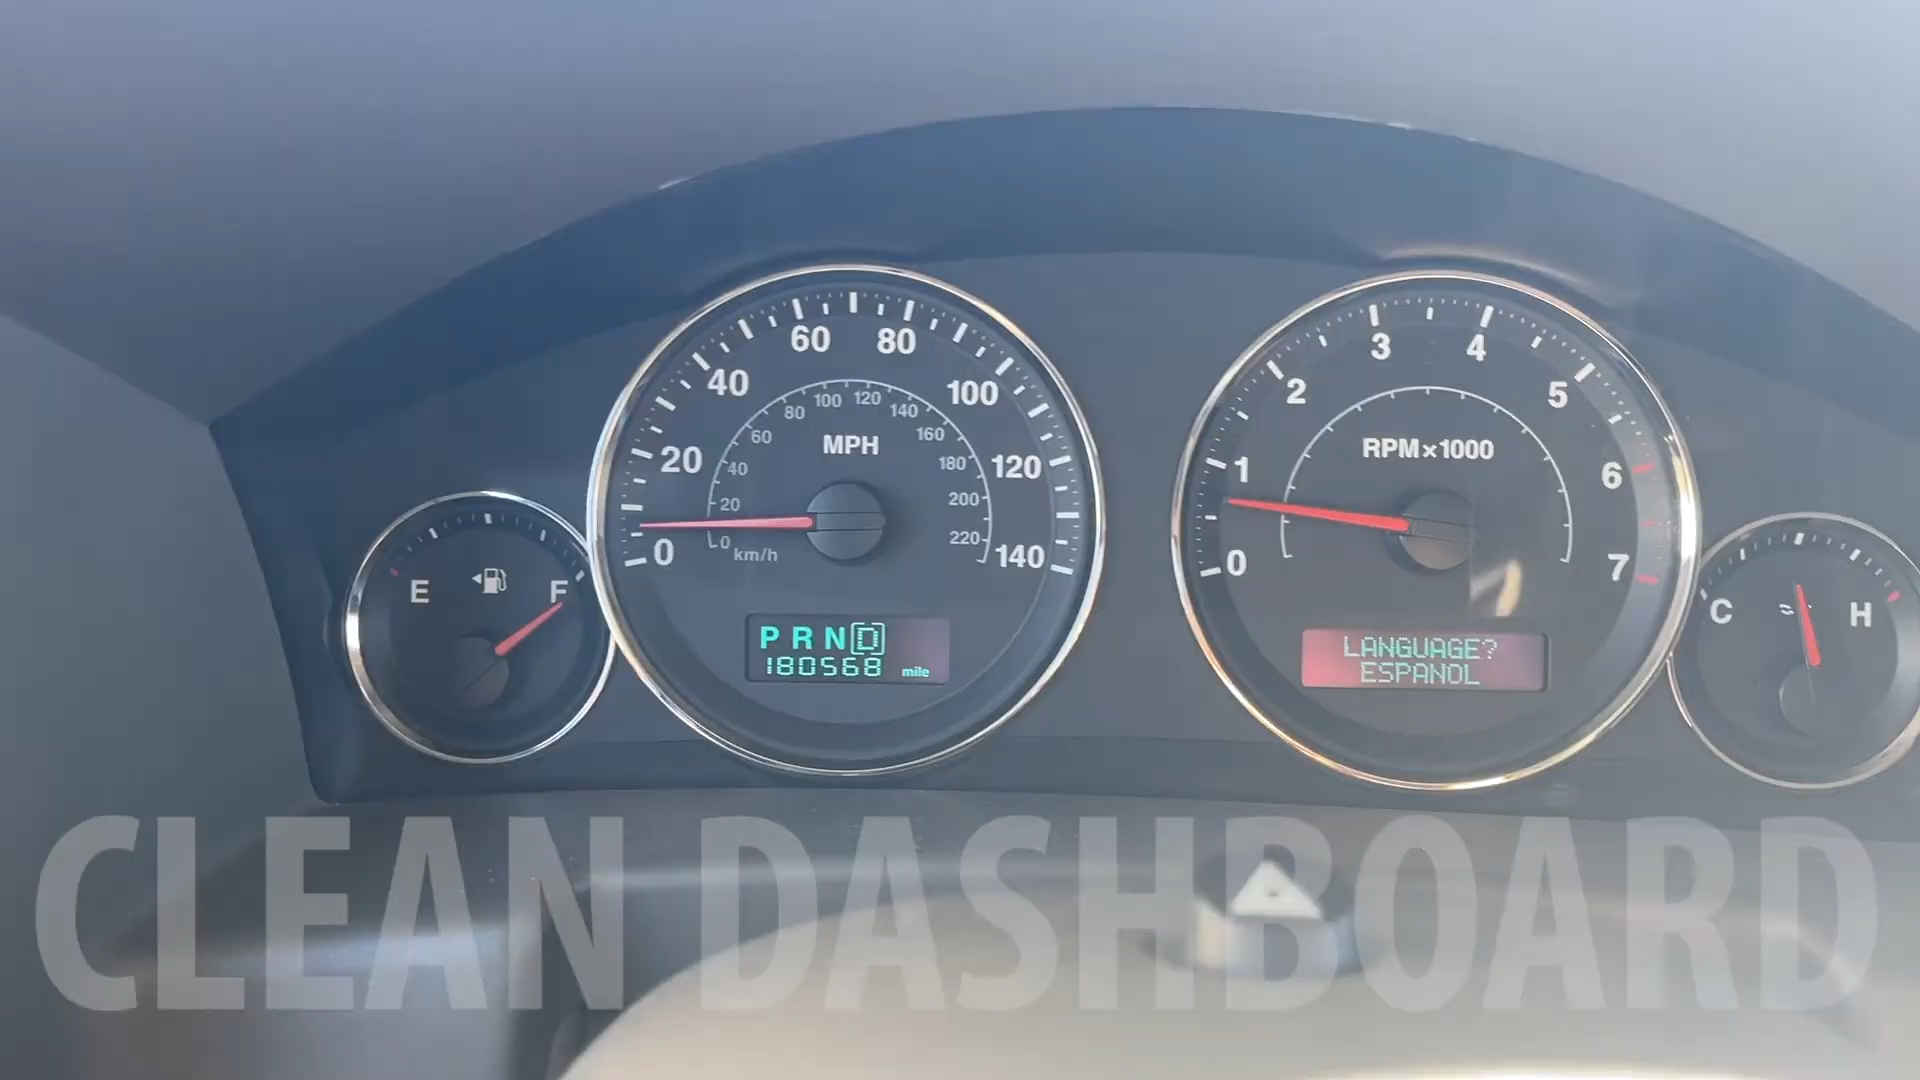 60 80
40 100
20 120
0 140
MPH
80 100 120 140
60 160
40 180
20 200
0 220
km/h
P R N D
180568 mile
3 4
2 5
1 6
0 7
RPM×1000
LANGUAGE?
ESPANOL
E F
C H
CLEAN DASHBOARD